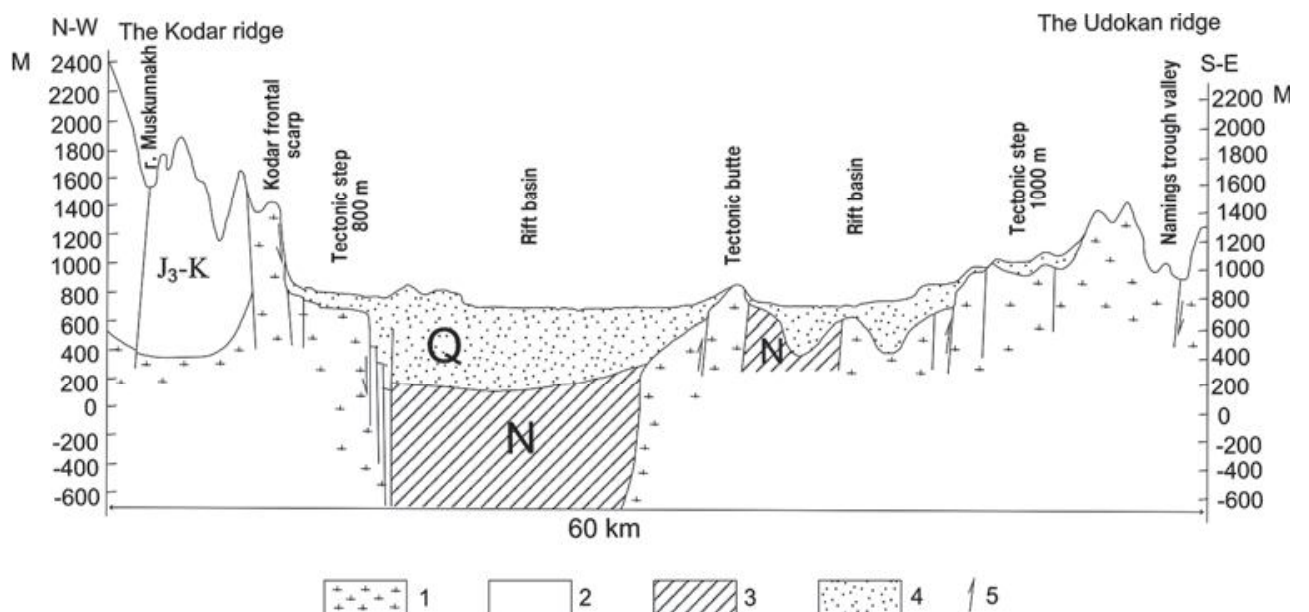 N-W The Kodar ridge
The Udokan ridge
S-E
M
M
2400
2200
2000
1800
1600
1400
1200
1000
800
600
400
200
0
-200
-400
-600
2200
2000
1800
1600
1400
1200
1000
800
600
400
200
0
-200
-400
-600
r. Muskunnakh
Kodar frontal
scarp
Tectonic step
800 m
Rift basin
Tectonic butte
Rift basin
Tectonic step
1000 m
Namings trough valley
J₃-K
Q
N
N
60 km
1
2
3
4
5